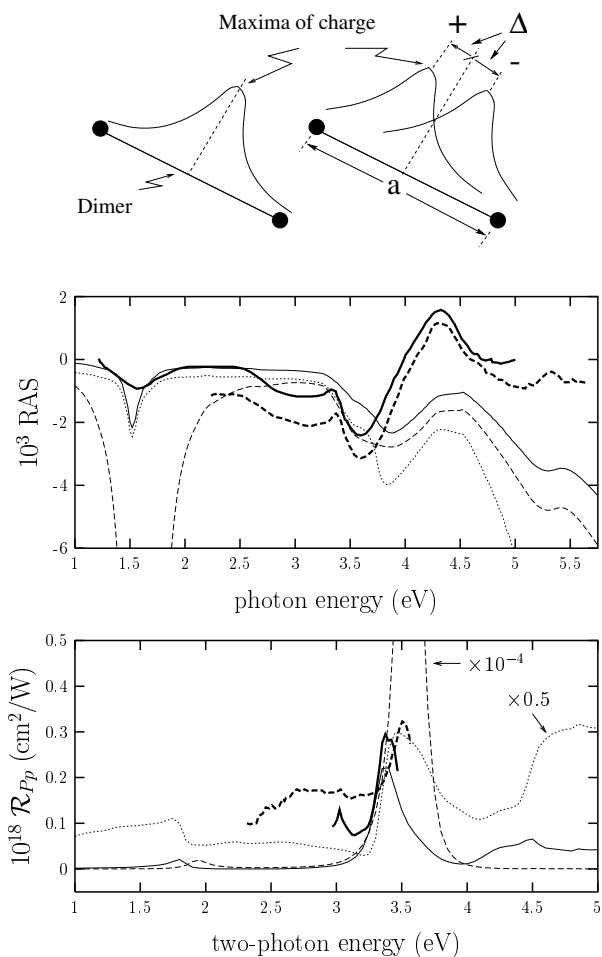 Maxima of charge
+ Δ
-
a
Dimer
10³ RAS
2
0
-2
-4
-6
1 1.5 2 2.5 3 3.5 4 4.5 5 5.5
photon energy (eV)
10¹⁸ 𝓡_Pp (cm²/W)
0.5
0.4
0.3
0.2
0.1
0
×10⁻⁴
×0.5
1 1.5 2 2.5 3 3.5 4 4.5 5
two-photon energy (eV)